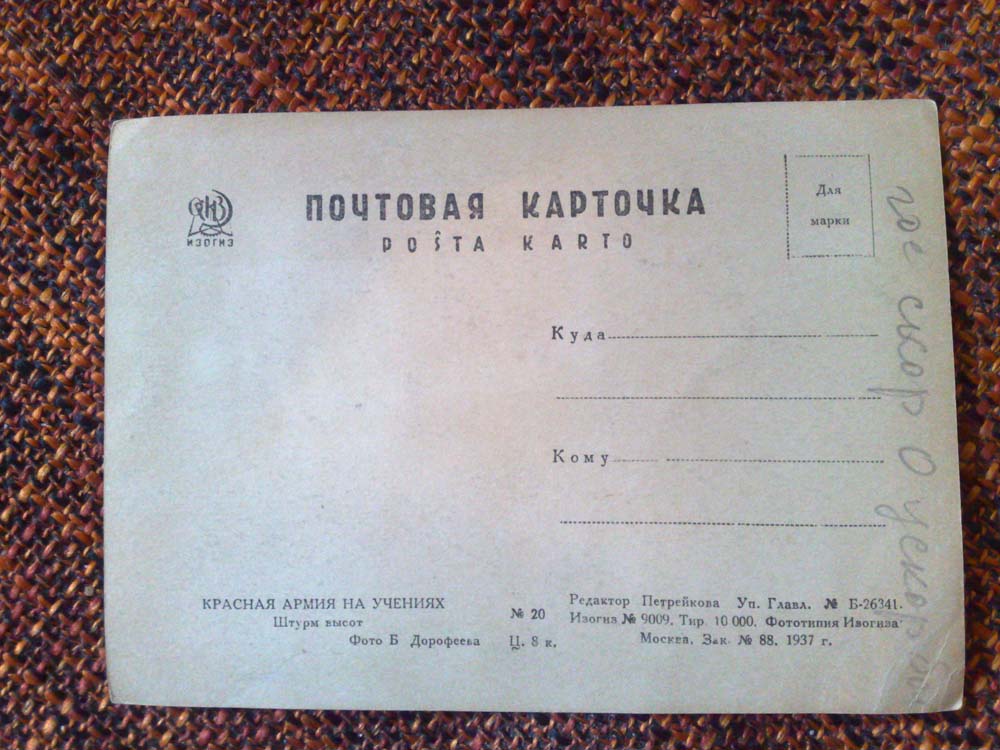 ИЗОГИЗ
ПОЧТОВАЯ КАРТОЧКА
POŜTA KARTO
Для
марки
Куда
Кому
КРАСНАЯ АРМИЯ НА УЧЕНИЯХ
Штурм высот
Фото Б Дорофеева
№ 20
Ц. 8 к.
Редактор Петрейкова Уп. Главл. № Б-26341.
Изогиз № 9009. Тир. 10 000. Фототипия Изогиза
Москва. Зак. № 88. 1937 г.
скор О ускор